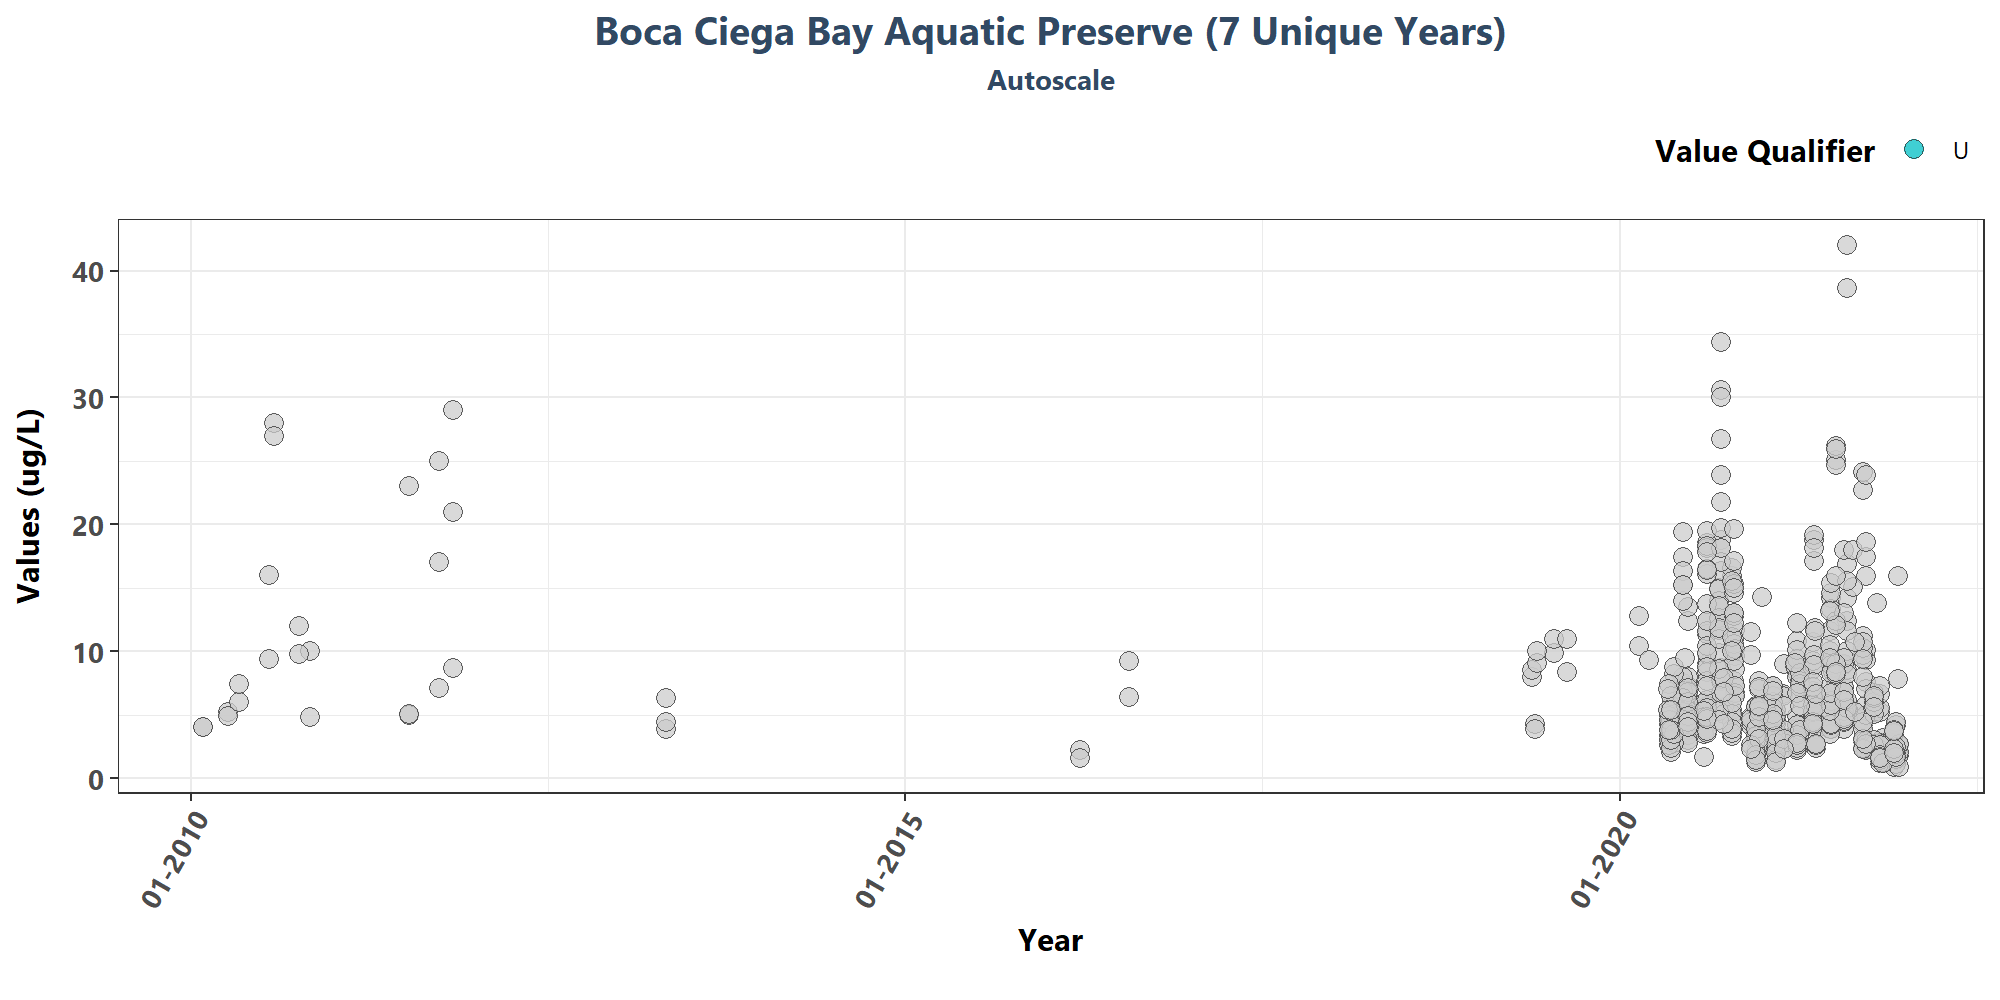 Boca Ciega Bay Aquatic Preserve (7 Unique Years)
Autoscale
Value Qualifier U
Values (ug/L)
40
30
20
10
0
01-2010
01-2015
01-2020
Year